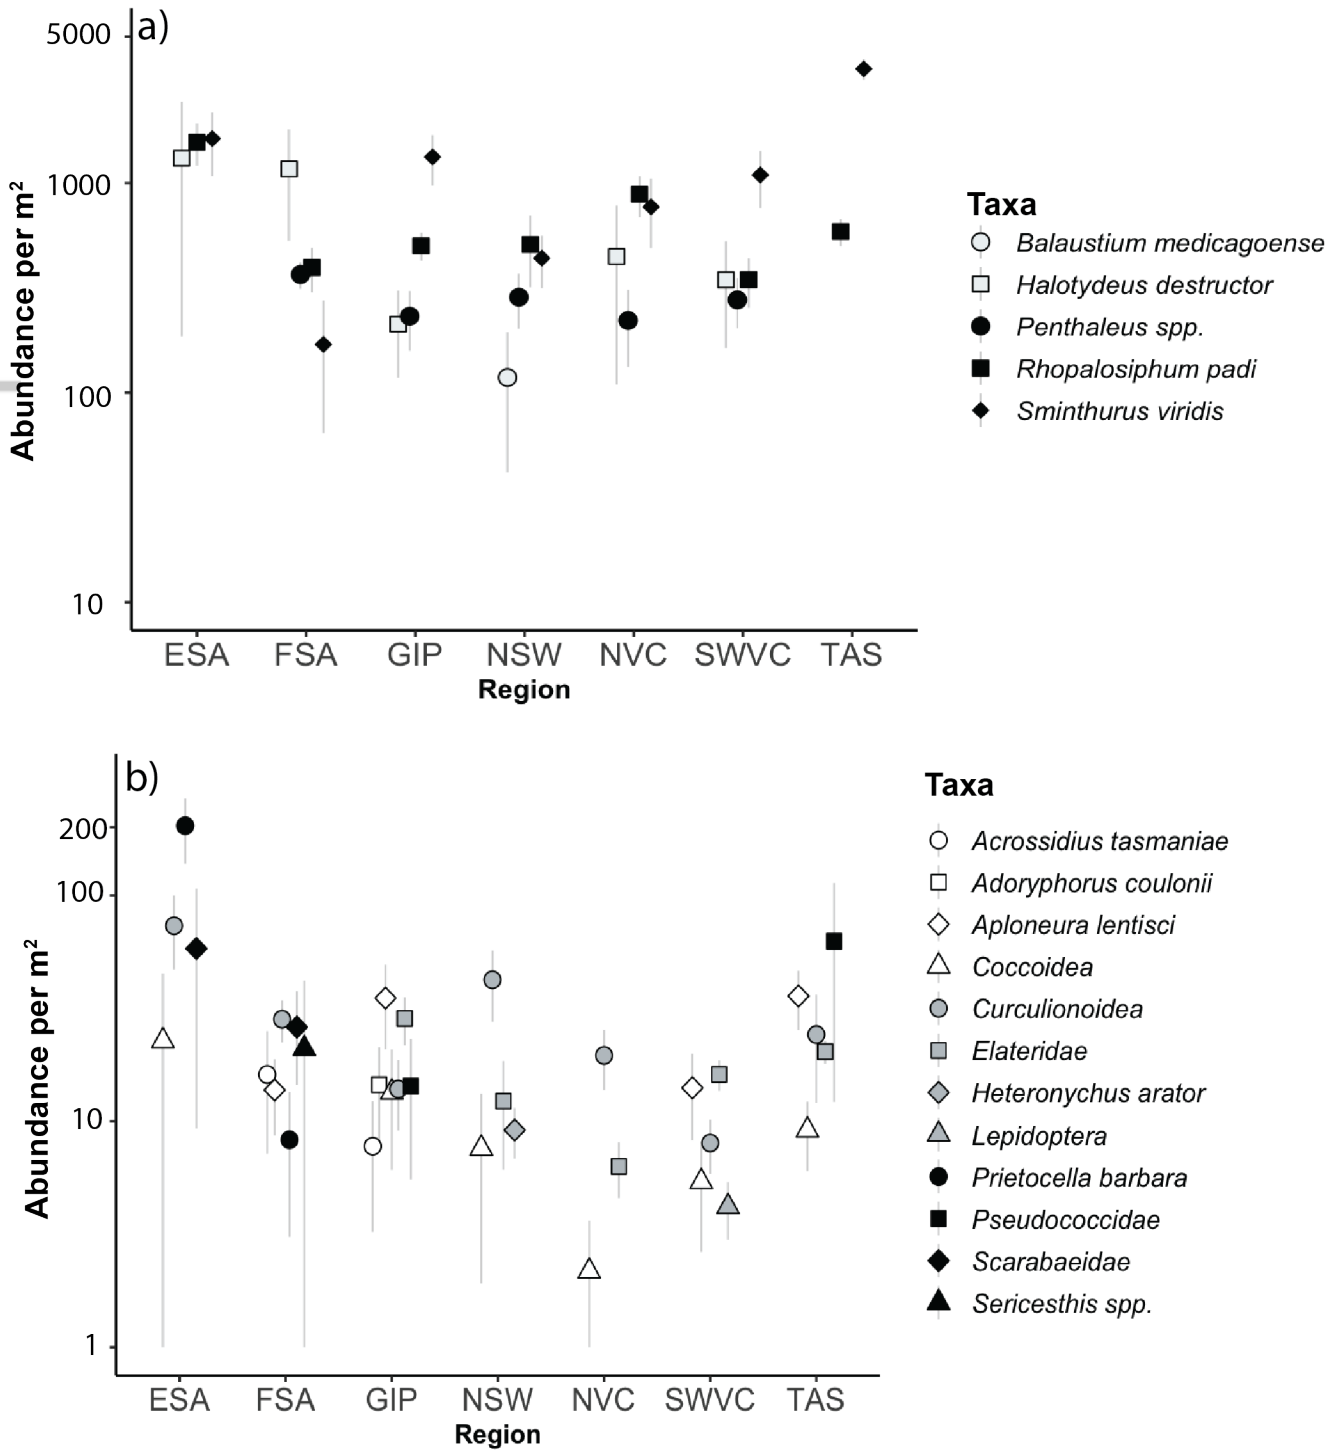 a)
5000
1000
100
10
Abundance per m²
ESA FSA GIP NSW NVC SWVC TAS
Region
Taxa
Balaustium medicagoense
Halotydeus destructor
Penthaleus spp.
Rhopalosiphum padi
Sminthurus viridis
b)
200
100
10
1
Abundance per m²
ESA FSA GIP NSW NVC SWVC TAS
Region
Taxa
Acrossidius tasmaniae
Adoryphorus coulonii
Aploneura lentisci
Coccoidea
Curculionoidea
Elateridae
Heteronychus arator
Lepidoptera
Prietocella barbara
Pseudococcidae
Scarabaeidae
Sericesthis spp.